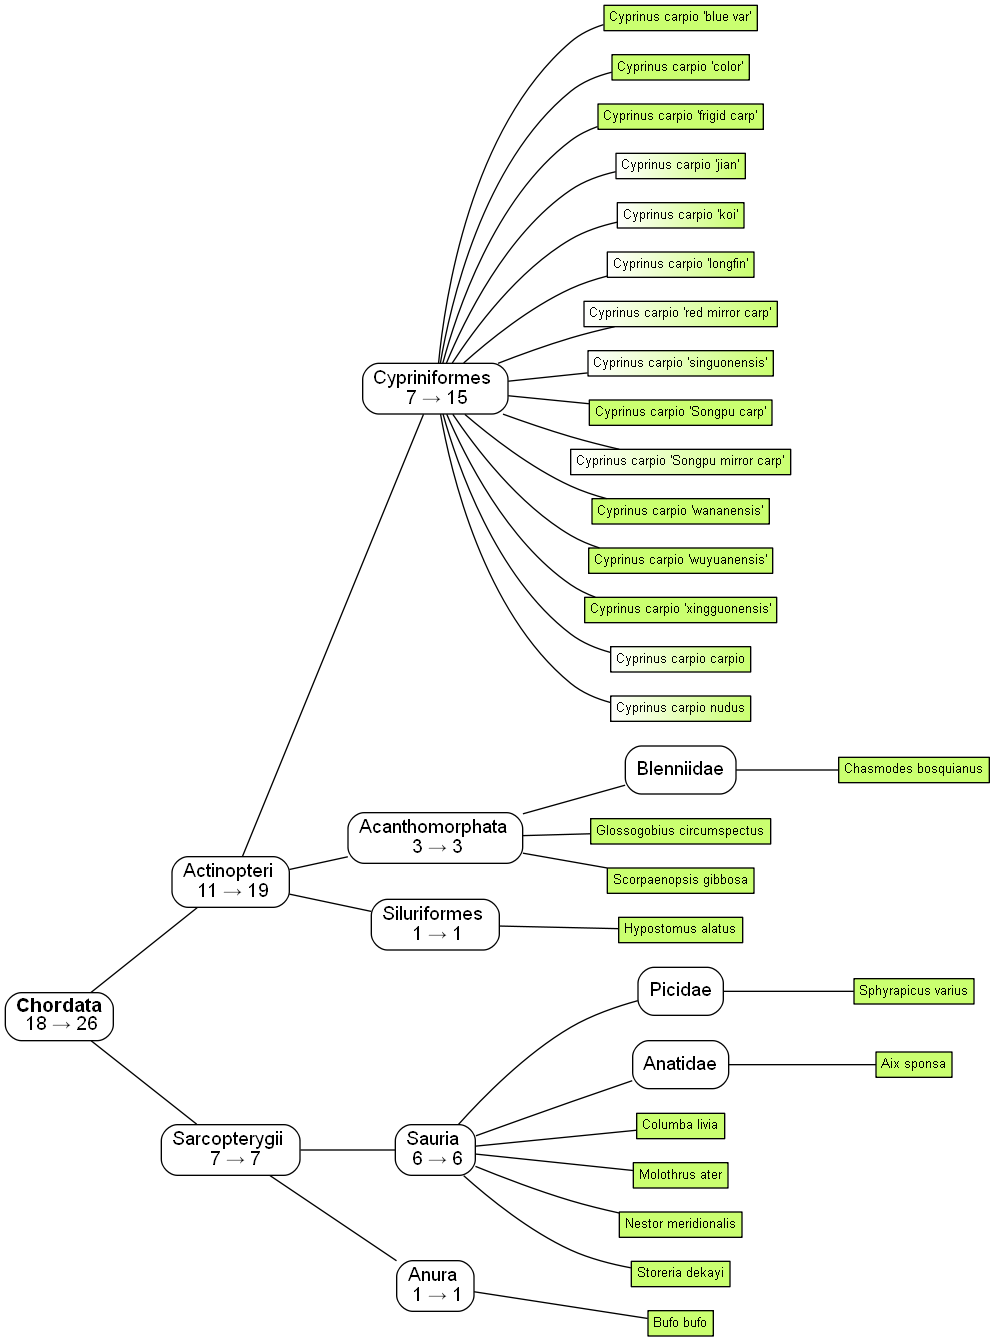 Cyprinus carpio 'blue var'
Cyprinus carpio 'color'
Cyprinus carpio 'frigid carp'
Cyprinus carpio 'jian'
Cyprinus carpio 'koi'
Cyprinus carpio 'longfin'
Cyprinus carpio 'red mirror carp'
Cyprinus carpio 'singuonensis'
Cypriniformes
7 → 15
Cyprinus carpio 'Songpu carp'
Cyprinus carpio 'Songpu mirror carp'
Cyprinus carpio 'wananensis'
Cyprinus carpio 'wuyuanensis'
Cyprinus carpio 'xingguonensis'
Cyprinus carpio carpio
Cyprinus carpio nudus
Blenniidae
Chasmodes bosquianus
Acanthomorphata
3 → 3
Glossogobius circumspectus
Scorpaenopsis gibbosa
Actinopteri
11 → 19
Siluriformes
1 → 1
Hypostomus alatus
Chordata
18 → 26
Picidae
Sphyrapicus varius
Anatidae
Aix sponsa
Sarcopterygii
7 → 7
Sauria
6 → 6
Columba livia
Molothrus ater
Nestor meridionalis
Storeria dekayi
Anura
1 → 1
Bufo bufo